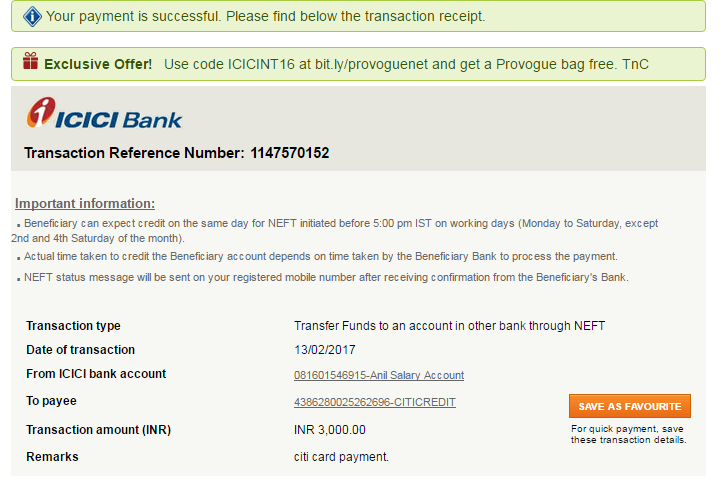 Your payment is successful. Please find below the transaction receipt.
Exclusive Offer! Use code ICICINT16 at bit.ly/provoguenet and get a Provogue bag free. TnC
ICICI Bank
Transaction Reference Number: 1147570152
Important information:
. Beneficiary can expect credit on the same day for NEFT initiated before 5:00 pm IST on working days (Monday to Saturday, except
2nd and 4th Saturday of the month).
. Actual time taken to credit the Beneficiary account depends on time taken by the Beneficiary Bank to process the payment.
. NEFT status message will be sent on your registered mobile number after receiving confirmation from the Beneficiary's Bank.
Transaction type Transfer Funds to an account in other bank through NEFT
Date of transaction 13/02/2017
From ICICI bank account 081601546915-Anil Salary Account
To payee 4386280025262696-CITICREDIT
SAVE AS FAVOURITE
Transaction amount (INR) INR 3,000.00
For quick payment, save
these transaction details.
Remarks citi card payment.